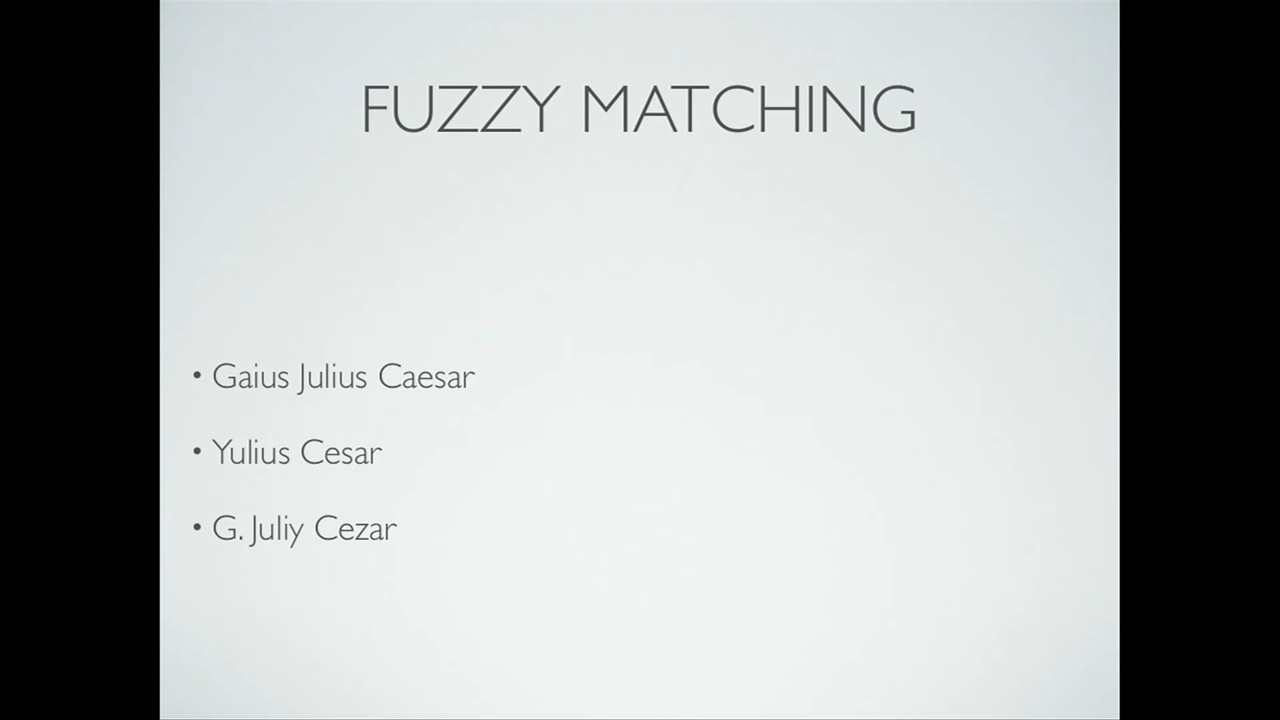 FUZZY MATCHING
• Gaius Julius Caesar
• Yulius Cesar
• G. Juliy Cezar